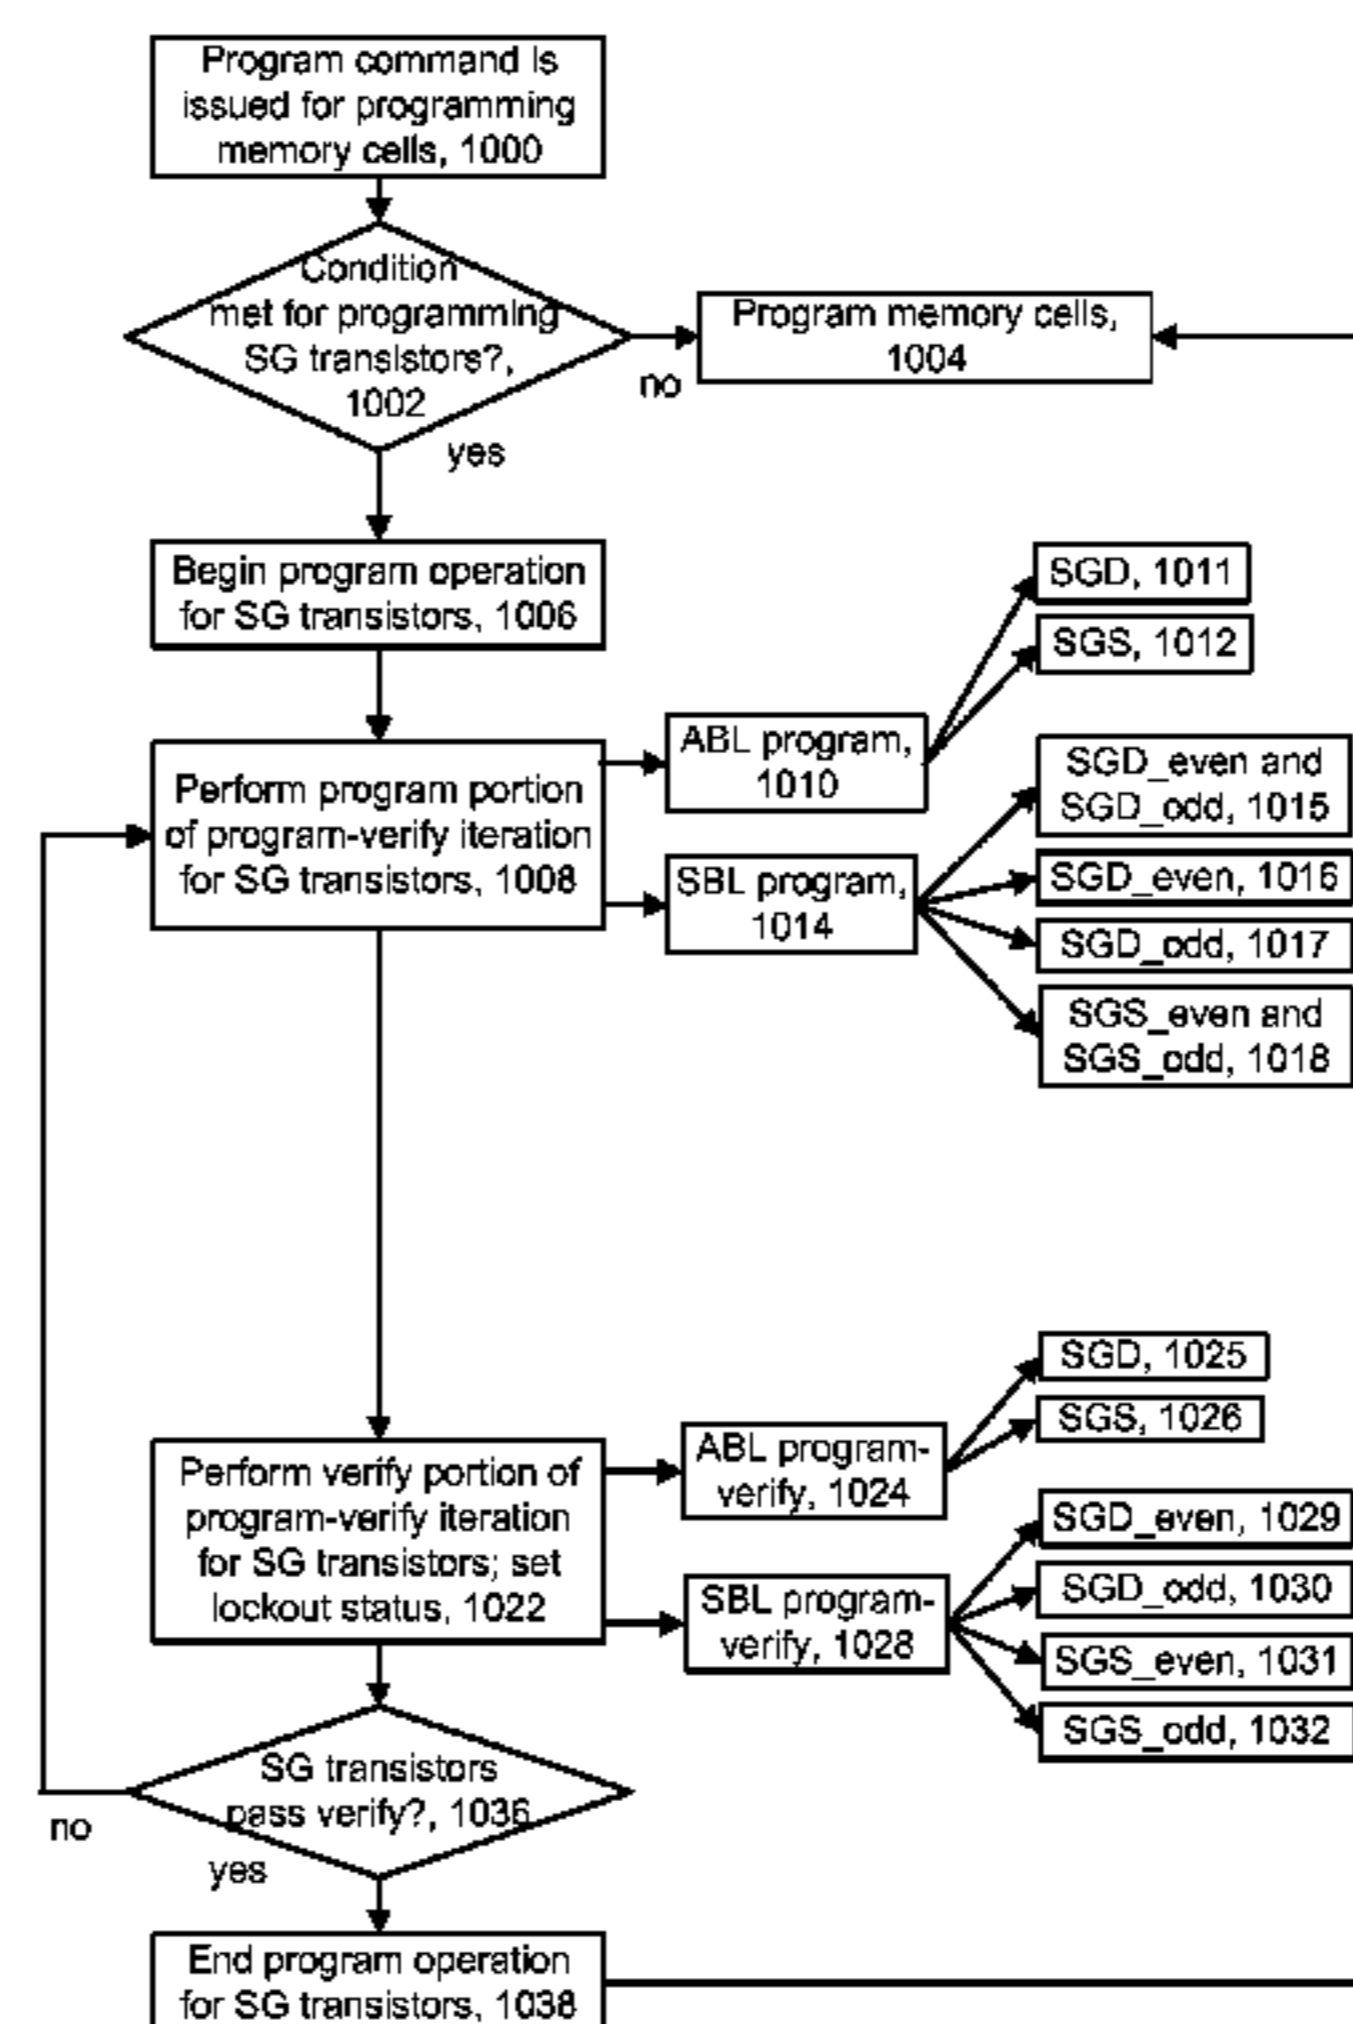 Program command is
issued for programming
memory cells, 1000
Condition
met for programming
SG transistors?,
1002
no
yes
Program memory cells,
1004
Begin program operation
for SG transistors, 1006
Perform program portion
of program-verify iteration
for SG transistors, 1008
ABL program,
1010
SGD, 1011
SGS, 1012
SBL program,
1014
SGD_even and
SGD_odd, 1015
SGD_even, 1016
SGD_odd, 1017
SGS_even and
SGS_odd, 1018
Perform verify portion of
program-verify iteration
for SG transistors; set
lockout status, 1022
ABL program-
verify, 1024
SGD, 1025
SGS, 1026
SBL program-
verify, 1028
SGD_even, 1029
SGD_odd, 1030
SGS_even, 1031
SGS_odd, 1032
SG transistors
pass verify?, 1036
no
yes
End program operation
for SG transistors, 1038